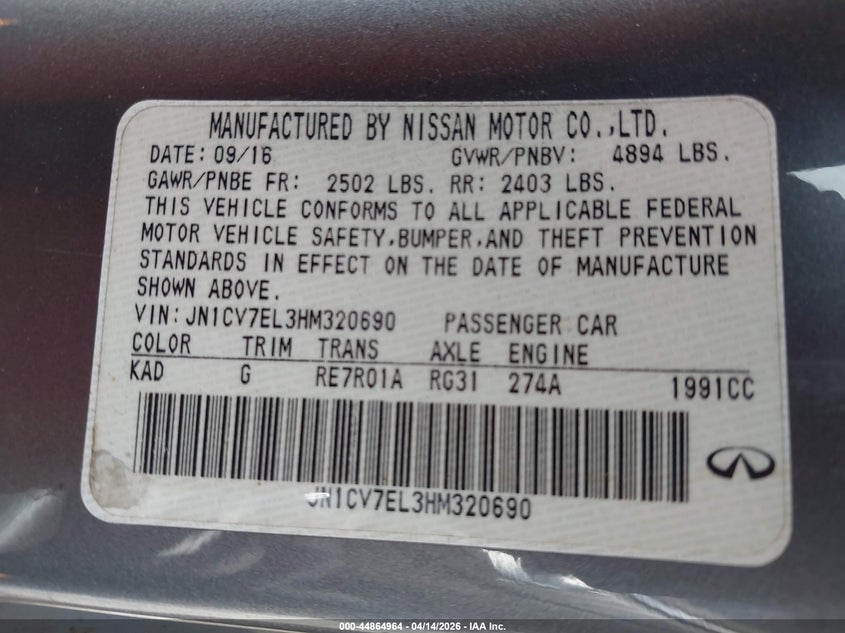 MANUFACTURED BY NISSAN MOTOR CO.,LTD.
DATE: 09/16 GVWR/PNBV: 4894 LBS.
GAWR/PNBE FR: 2502 LBS. RR: 2403 LBS.
THIS VEHICLE CONFORMS TO ALL APPLICABLE FEDERAL
MOTOR VEHICLE SAFETY,BUMPER,AND THEFT PREVENTION
STANDARDS IN EFFECT ON THE DATE OF MANUFACTURE
SHOWN ABOVE.
VIN: JN1CV7EL3HM320690 PASSENGER CAR
COLOR TRIM TRANS AXLE ENGINE
KAD G RE7R01A RG31 274A 1991CC
JN1CV7EL3HM320690
000-44864964 - 04/14/2026 - IAA Inc.